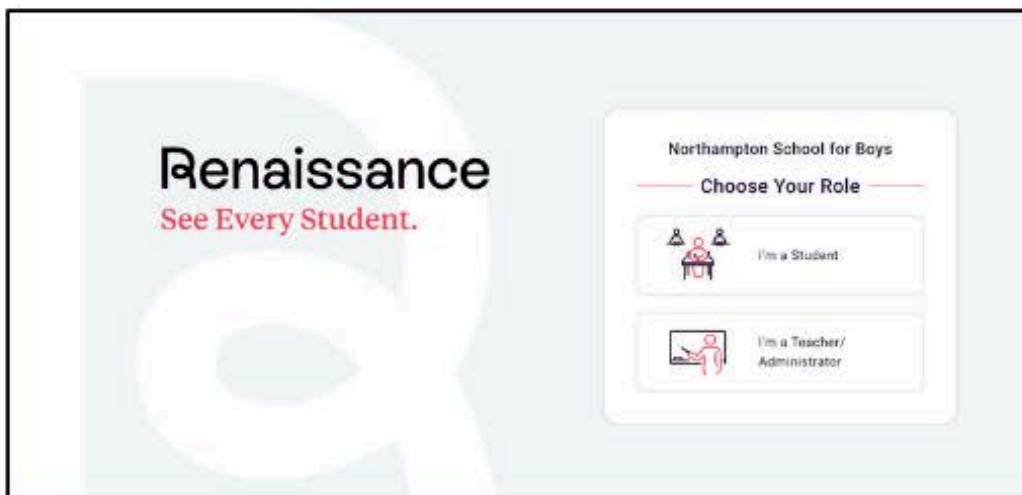 Renaissance
See Every Student.
Northampton School for Boys
Choose Your Role
I'm a Student
I'm a Teacher/
Administrator